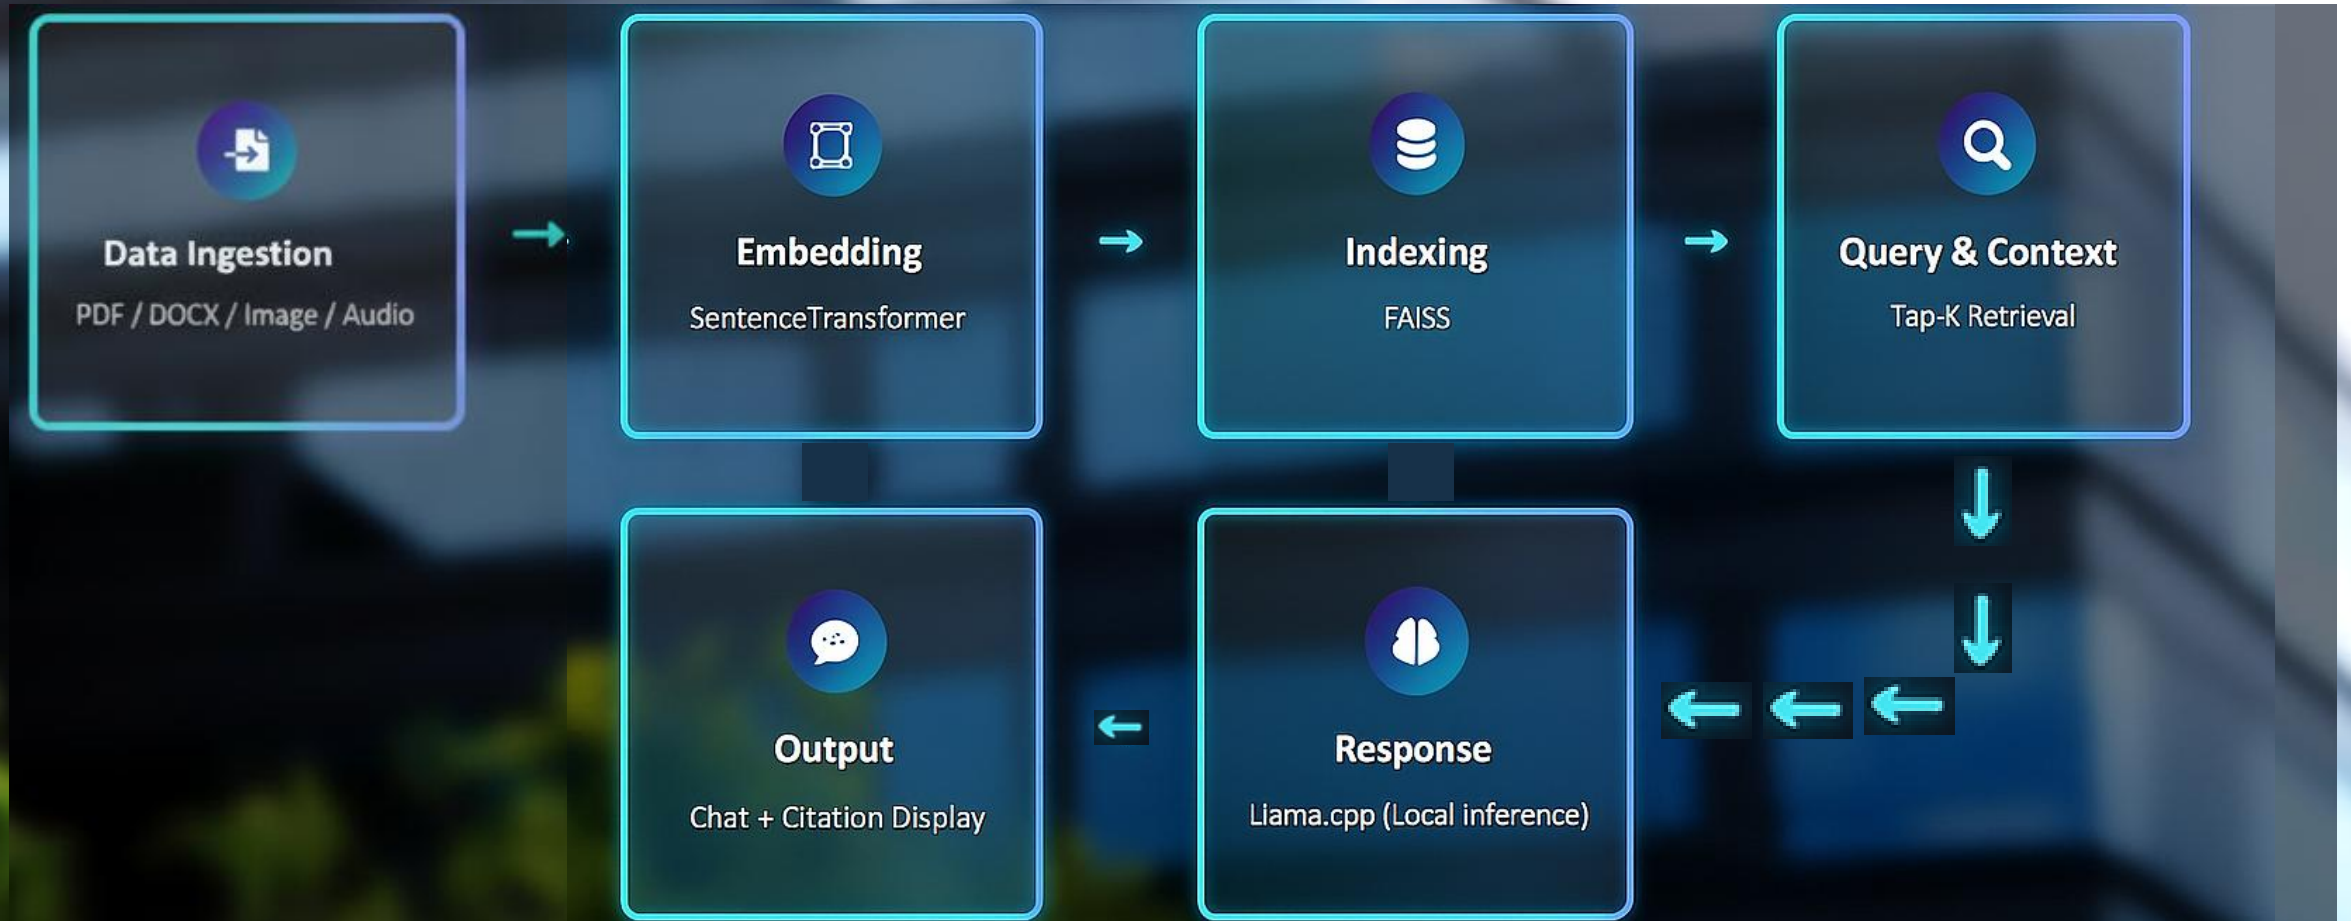 Data Ingestion
PDF / DOCX / Image / Audio
Embedding
SentenceTransformer
Indexing
FAISS
Query & Context
Tap-K Retrieval
Output
Chat + Citation Display
Response
Liama.cpp (Local inference)